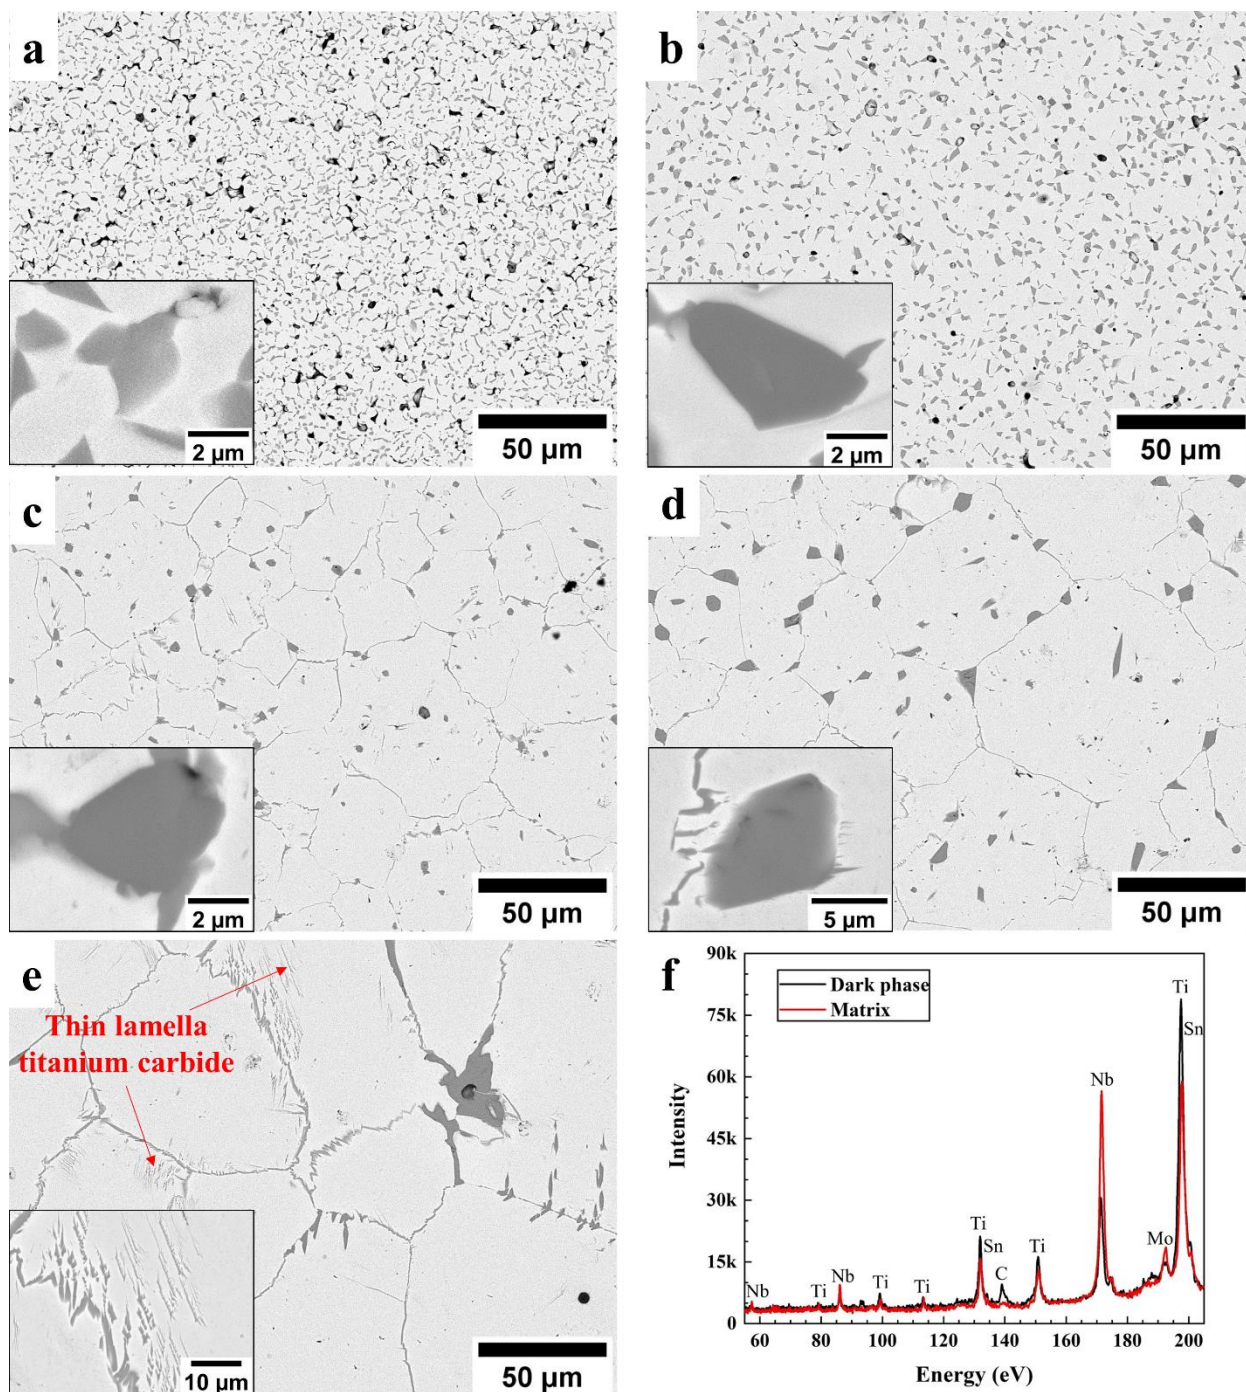 a
2 µm
50 µm
b
2 µm
50 µm
c
2 µm
50 µm
d
5 µm
50 µm
e
Thin lamella
titanium carbide
10 µm
50 µm
f
90k
75k
60k
45k
30k
15k
0
Intensity
Dark phase
Matrix
Nb
Ti
Nb
Ti
Ti
Ti
Sn
C
Ti
Nb
Mo
Ti
Sn
60
80
100
120
140
160
180
200
Energy (eV)